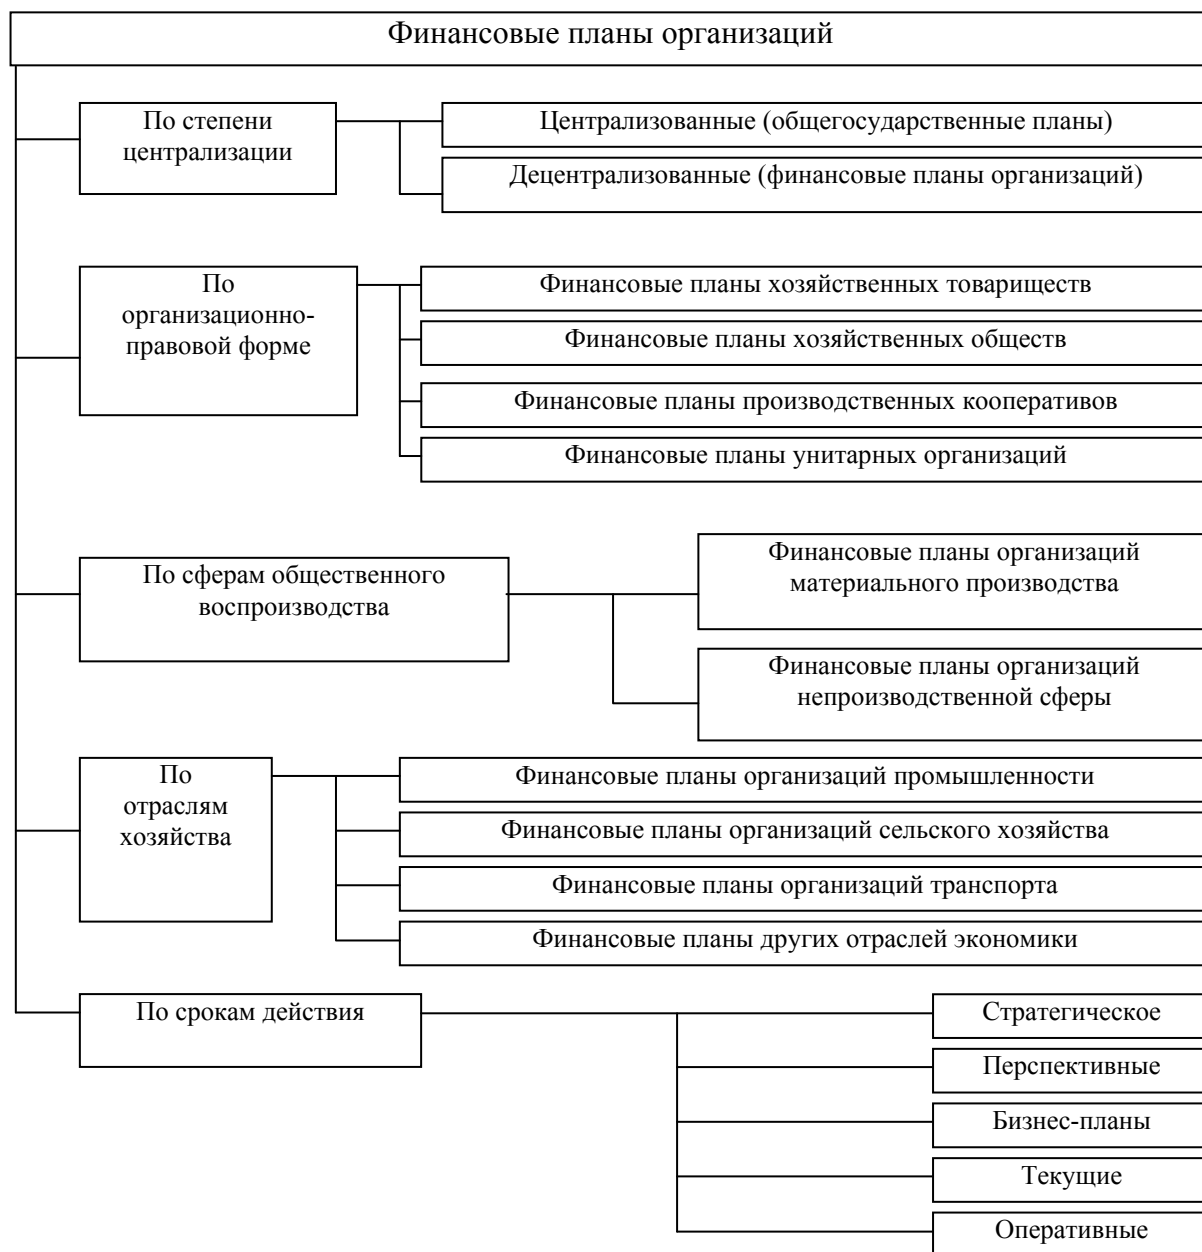 Финансовые планы организаций
По степени
централизации
Централизованные (общегосударственные планы)
Децентрализованные (финансовые планы организаций)
По
организационно-
правовой форме
Финансовые планы хозяйственных товариществ
Финансовые планы хозяйственных обществ
Финансовые планы производственных кооперативов
Финансовые планы унитарных организаций
По сферам общественного
воспроизводства
Финансовые планы организаций
материального производства
Финансовые планы организаций
непроизводственной сферы
По
отраслям
хозяйства
Финансовые планы организаций промышленности
Финансовые планы организаций сельского хозяйства
Финансовые планы организаций транспорта
Финансовые планы других отраслей экономики
По срокам действия
Стратегическое
Перспективные
Бизнес-планы
Текущие
Оперативные